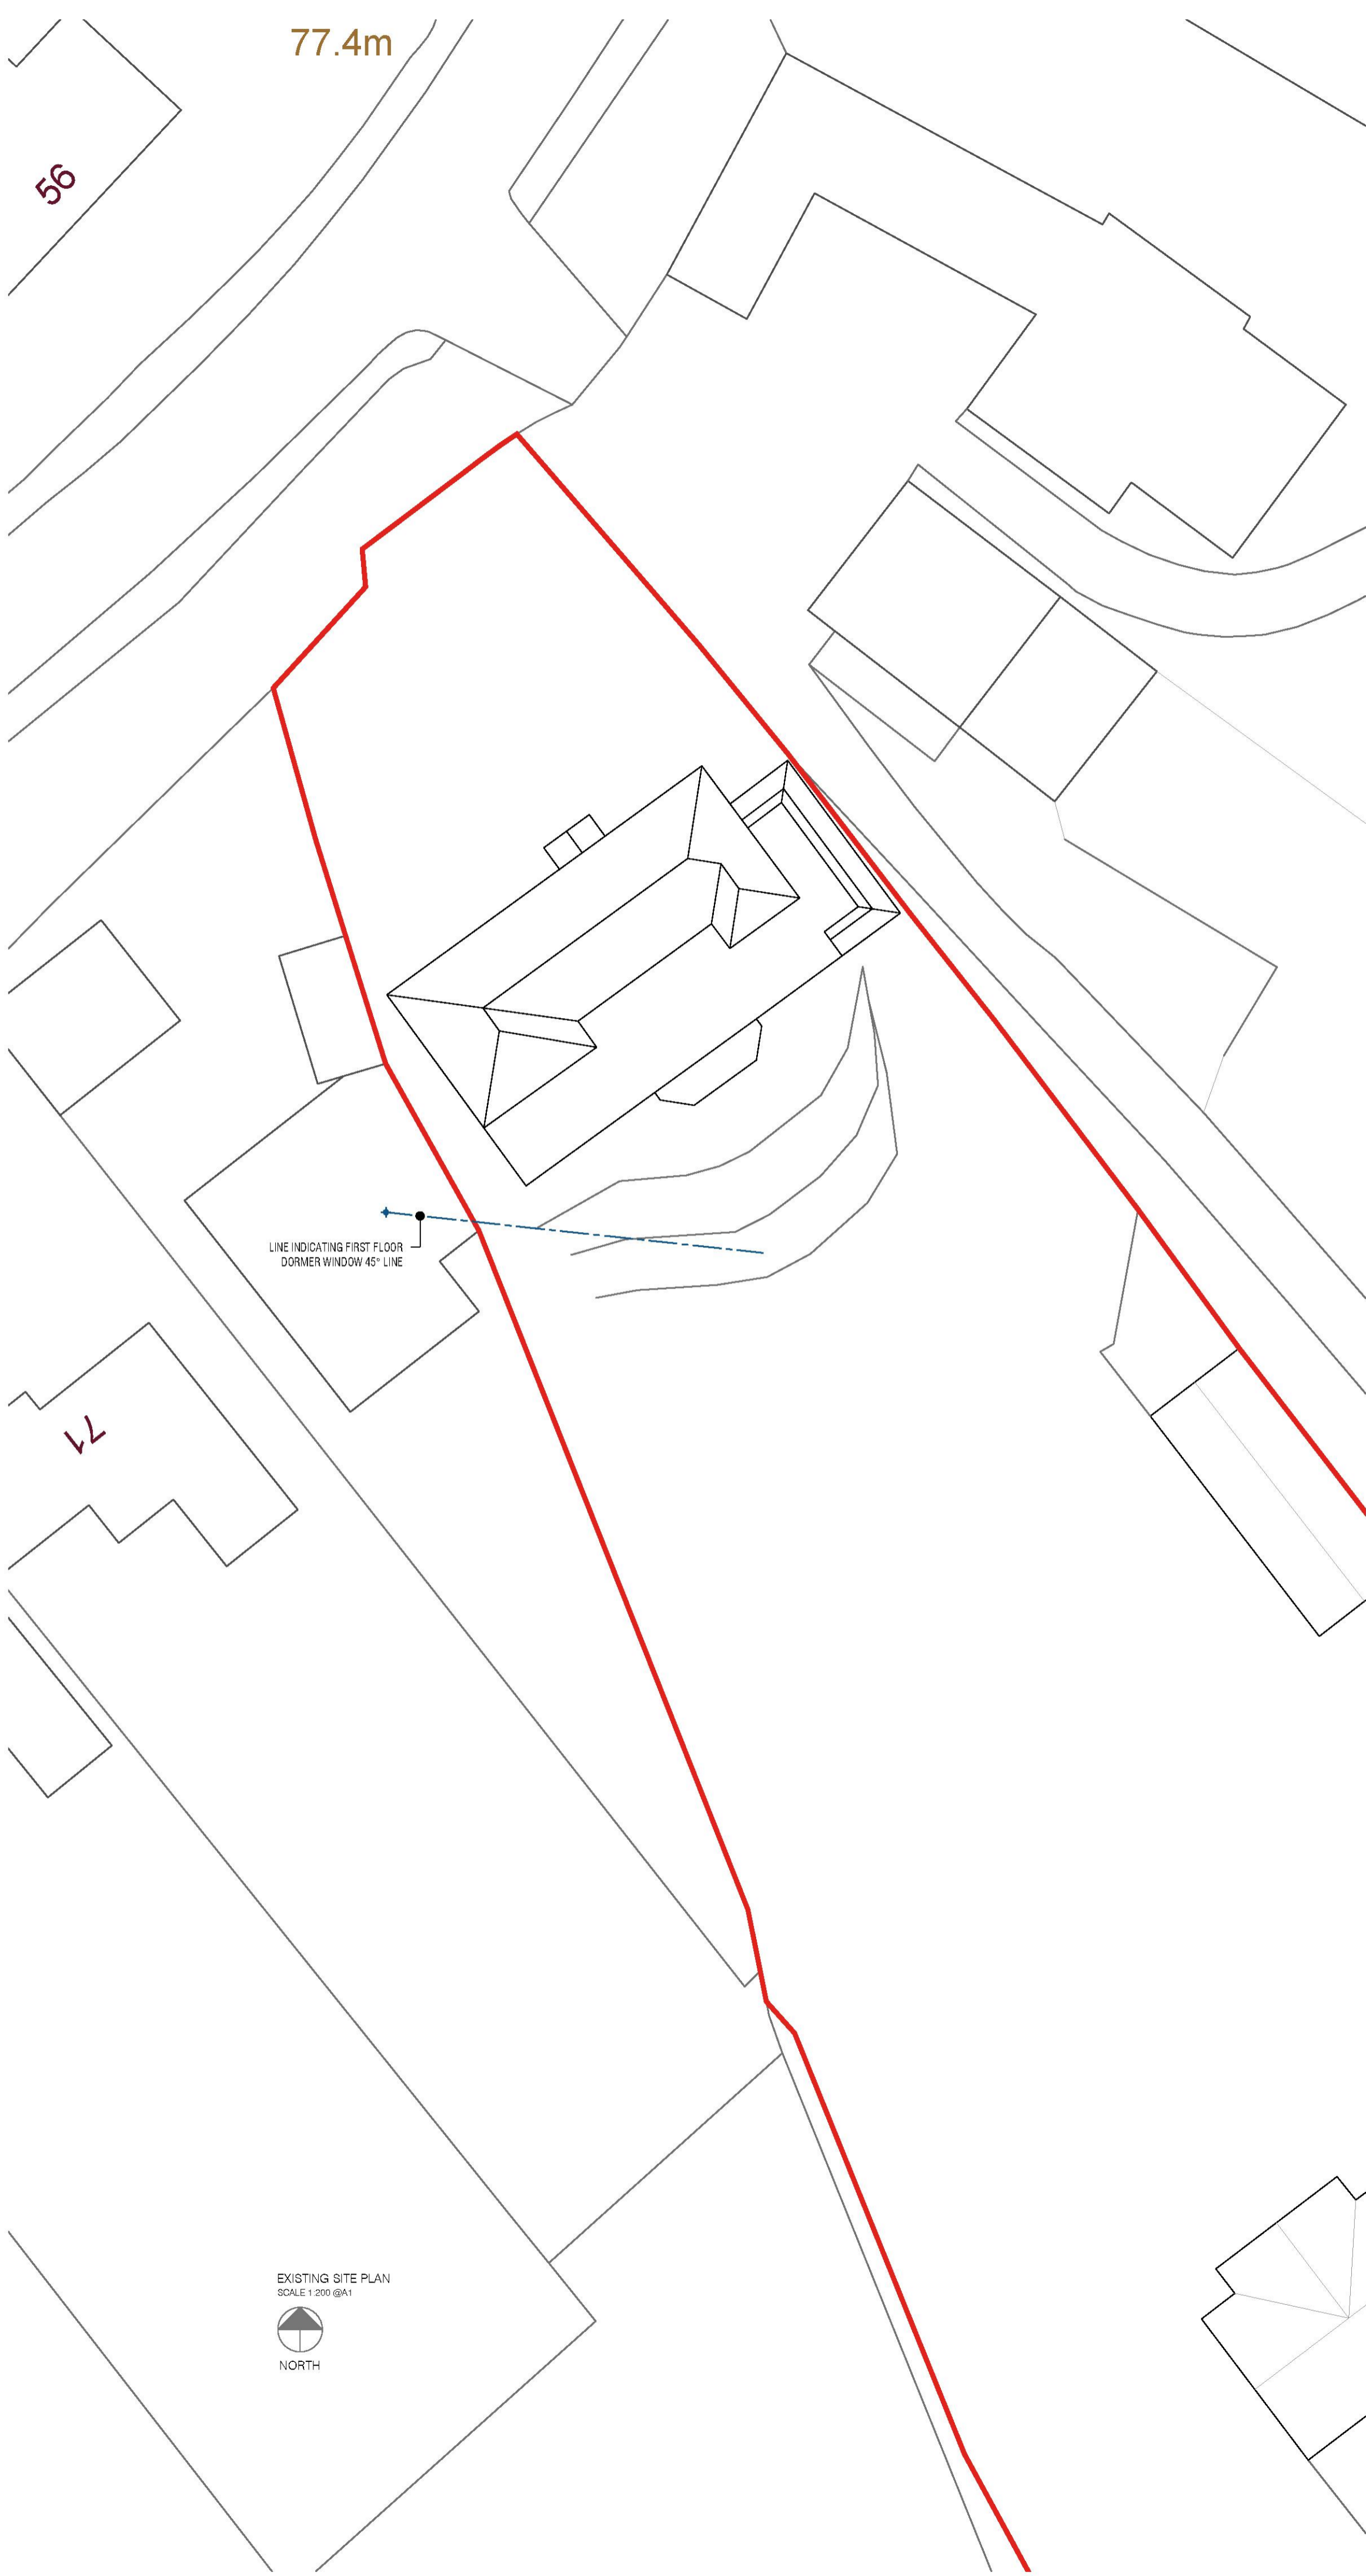 77.4m
56
LINE INDICATING FIRST FLOOR
DORMER WINDOW 45° LINE
71
EXISTING SITE PLAN
SCALE 1:200 @A1
NORTH